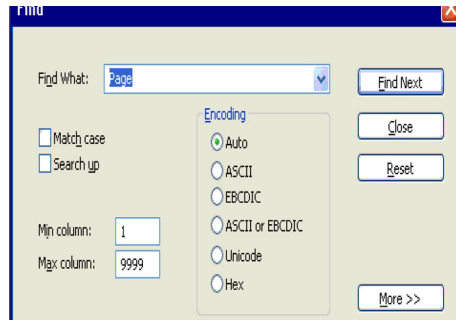 Find
Find What: Page
Find Next
Close
Reset
Match case
Search up
Encoding
Auto
ASCII
EBCDIC
ASCII or EBCDIC
Unicode
Hex
Min column: 1
Max column: 9999
More >>